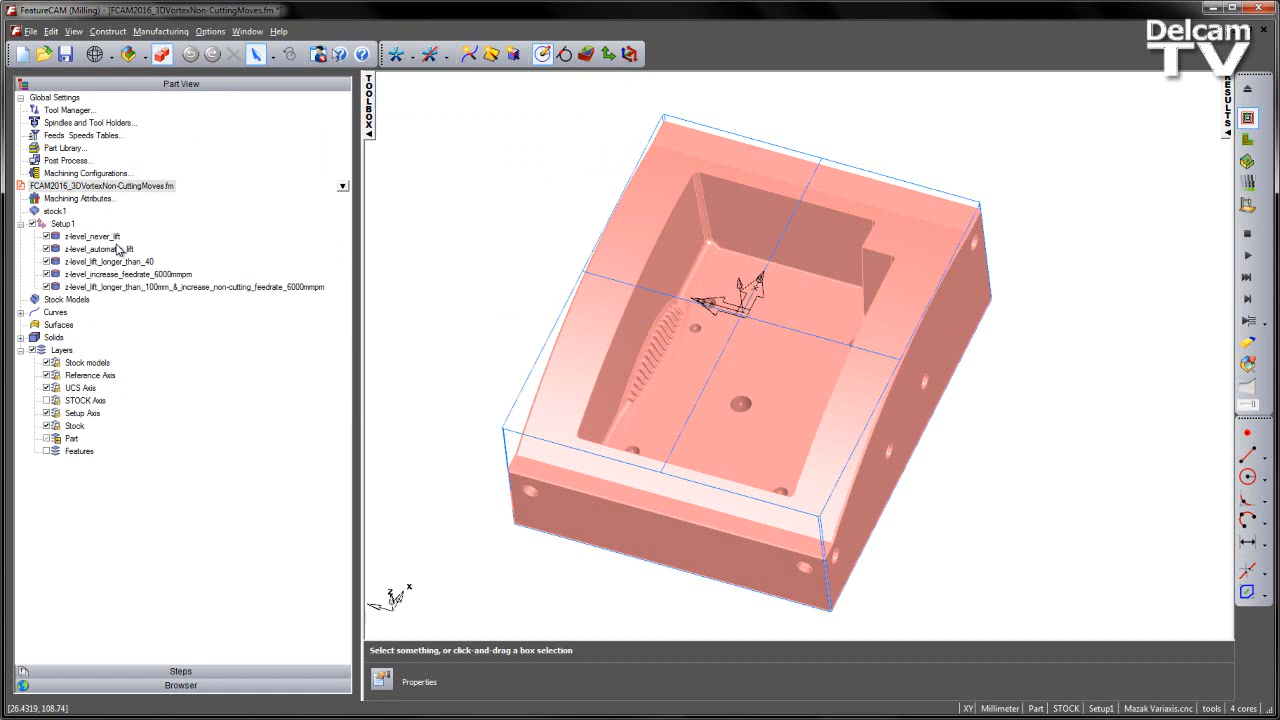 FeatureCAM (Milling) - [FCAM2016_3DVortexNon-CuttingMoves.fm *]
File Edit View Construct Manufacturing Options Window Help
Delcam
TV
Part View
TOOLBOX
RESULTS
Global Settings
Tool Manager...
Spindles and Tool Holders...
Feeds Speeds Tables...
Part Library...
Post Process...
Machining Configurations...
FCAM2016_3DVortexNon-CuttingMoves.fm
Machining Attributes...
stock1
Setup1
z-level_never_lift
z-level_automatic_lift
z-level_lift_longer_than_40
z-level_increase_feedrate_6000mmpm
z-level_lift_longer_than_100mm_&_increase_non-cutting_feedrate_6000mmpm
Stock Models
Curves
Surfaces
Solids
Layers
Stock models
Reference Axis
UCS Axis
STOCK Axis
Setup Axis
Stock
Part
Features
Z X
Select something, or click-and-drag a box selection
Properties
Steps
Browser
[26.4319, 108.74]
XY Millimeter Part STOCK Setup1 Mazak Variaxis.cnc tools 4 cores